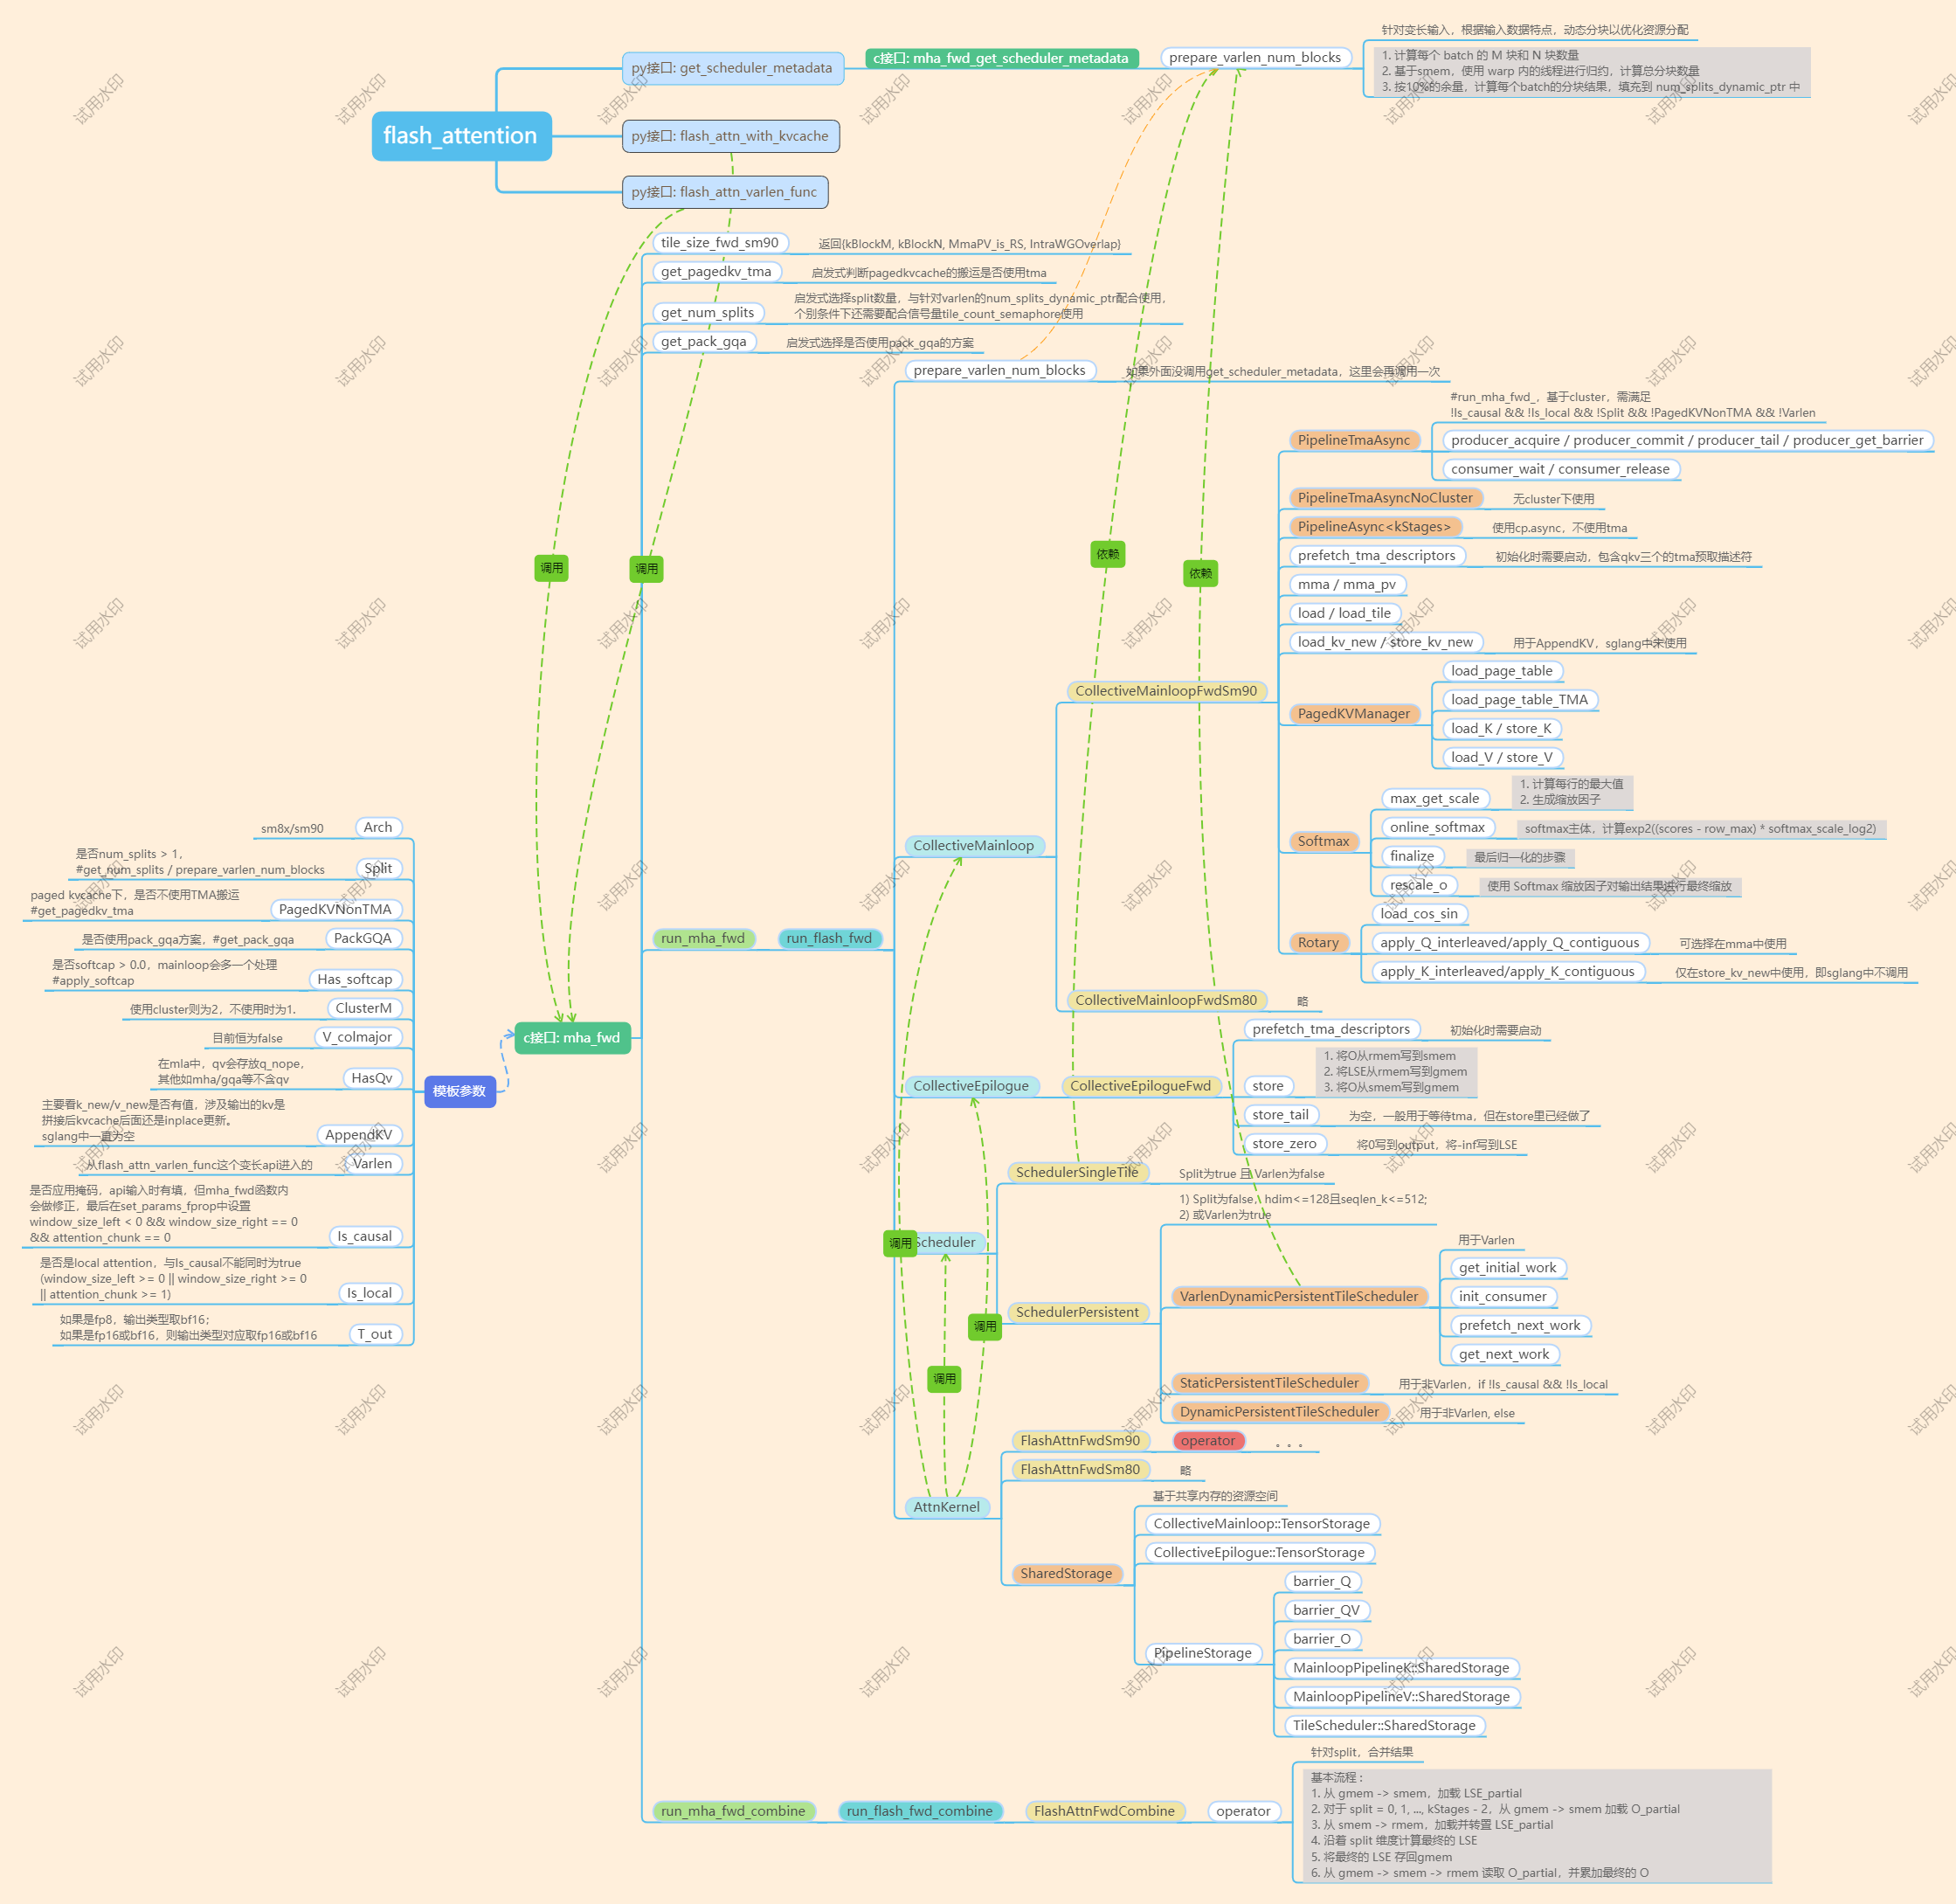 flash_attention
py接口: get_scheduler_metadata
c接口: mha_fwd_get_scheduler_metadata
prepare_varlen_num_blocks
针对变长输入，根据输入数据特点，动态分块以优化资源分配
1. 计算每个 batch 的 M 块和 N 块数量
2. 基于smem，使用 warp 内的线程进行归约，计算总分块数量
3. 按10%的余量，计算每个batch的分块结果，填充到 num_splits_dynamic_ptr 中
py接口: flash_attn_with_kvcache
py接口: flash_attn_varlen_func
调用
调用
依赖
依赖
c接口: mha_fwd
tile_size_fwd_sm90
返回{kBlockM, kBlockN, MmaPV_is_RS, IntraWGOverlap}
get_pagedkv_tma
启发式判断pagedkvcache的搬运是否使用tma
get_num_splits
启发式选择split数量，与针对varlen的num_splits_dynamic_ptr配合使用，
个别条件下还需要配合信号量tile_count_semaphore使用
get_pack_gqa
启发式选择是否使用pack_gqa的方案
run_mha_fwd
run_flash_fwd
prepare_varlen_num_blocks
如果外面没调用get_scheduler_metadata，这里会再调用一次
CollectiveMainloop
CollectiveMainloopFwdSm90
PipelineTmaAsync
#run_mha_fwd_，基于cluster，需满足
!Is_causal && !Is_local && !Split && !PagedKVNonTMA && !Varlen
producer_acquire / producer_commit / producer_tail / producer_get_barrier
consumer_wait / consumer_release
PipelineTmaAsyncNoCluster
无cluster下使用
PipelineAsync<kStages>
使用cp.async，不使用tma
prefetch_tma_descriptors
初始化时需要启动，包含qkv三个的tma预取描述符
mma / mma_pv
load / load_tile
load_kv_new / store_kv_new
用于AppendKV，sglang中未使用
PagedKVManager
load_page_table
load_page_table_TMA
load_K / store_K
load_V / store_V
Softmax
max_get_scale
1. 计算每行的最大值
2. 生成缩放因子
online_softmax
softmax主体，计算exp2((scores - row_max) * softmax_scale_log2)
finalize
最后归一化的步骤
rescale_o
使用 Softmax 缩放因子对输出结果进行最终缩放
Rotary
load_cos_sin
apply_Q_interleaved/apply_Q_contiguous
可选择在mma中使用
apply_K_interleaved/apply_K_contiguous
仅在store_kv_new中使用，即sglang中不调用
CollectiveMainloopFwdSm80
略
CollectiveEpilogue
CollectiveEpilogueFwd
prefetch_tma_descriptors
初始化时需要启动
store
1. 将O从rmem写到smem
2. 将LSE从rmem写到gmem
3. 将O从smem写到gmem
store_tail
为空，一般用于等待tma，但在store里已经做了
store_zero
将0写到output，将-inf写到LSE
调用
Scheduler
SchedulerSingleTile
Split为true 且 Varlen为false
SchedulerPersistent
1) Split为false，hdim<=128且seqlen_k<=512;
2) 或Varlen为true
VarlenDynamicPersistentTileScheduler
用于Varlen
get_initial_work
init_consumer
prefetch_next_work
get_next_work
StaticPersistentTileScheduler
用于非Varlen，if !Is_causal && !Is_local
DynamicPersistentTileScheduler
用于非Varlen, else
调用
调用
AttnKernel
FlashAttnFwdSm90
operator
。。。
FlashAttnFwdSm80
略
SharedStorage
基于共享内存的资源空间
CollectiveMainloop::TensorStorage
CollectiveEpilogue::TensorStorage
PipelineStorage
barrier_Q
barrier_QV
barrier_O
MainloopPipelineK::SharedStorage
MainloopPipelineV::SharedStorage
TileScheduler::SharedStorage
run_mha_fwd_combine
run_flash_fwd_combine
FlashAttnFwdCombine
operator
针对split，合并结果
基本流程：
1. 从 gmem -> smem，加载 LSE_partial
2. 对于 split = 0, 1, ..., kStages - 2，从 gmem -> smem 加载 O_partial
3. 从 smem -> rmem，加载并转置 LSE_partial
4. 沿着 split 维度计算最终的 LSE
5. 将最终的 LSE 存回gmem
6. 从 gmem -> smem -> rmem 读取 O_partial，并累加最终的 O
模板参数
Arch
sm8x/sm90
Split
是否num_splits > 1，
#get_num_splits / prepare_varlen_num_blocks
PagedKVNonTMA
paged kvcache下，是否不使用TMA搬运
#get_pagedkv_tma
PackGQA
是否使用pack_gqa方案，#get_pack_gqa
Has_softcap
是否softcap > 0.0，mainloop会多一个处理
#apply_softcap
ClusterM
使用cluster则为2，不使用时为1.
V_colmajor
目前恒为false
HasQv
在mla中，qv会存放q_nope，
其他如mha/gqa等不含qv
AppendKV
主要看k_new/v_new是否有值，涉及输出的kv是
拼接后kvcache后面还是inplace更新。
sglang中一直为空
Varlen
从flash_attn_varlen_func这个变长api进入的
Is_causal
是否应用掩码，api输入时有填，但mha_fwd函数内
会做修正，最后在set_params_fprop中设置
window_size_left < 0 && window_size_right == 0
&& attention_chunk == 0
Is_local
是否是local attention，与Is_causal不能同时为true
(window_size_left >= 0 || window_size_right >= 0
|| attention_chunk >= 1)
T_out
如果是fp8，输出类型取bf16；
如果是fp16或bf16，则输出类型对应取fp16或bf16
试用水印